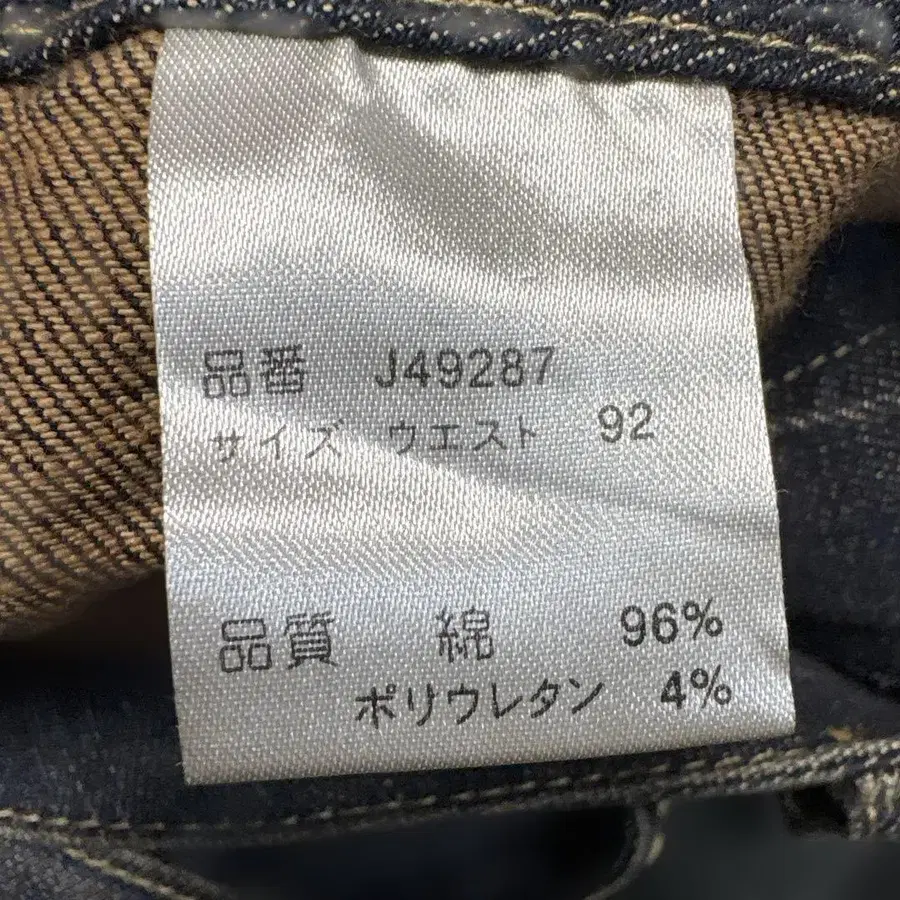 品番 J49287
サイズ ウエスト 92
品質 綿 96%
ポリウレタン 4%